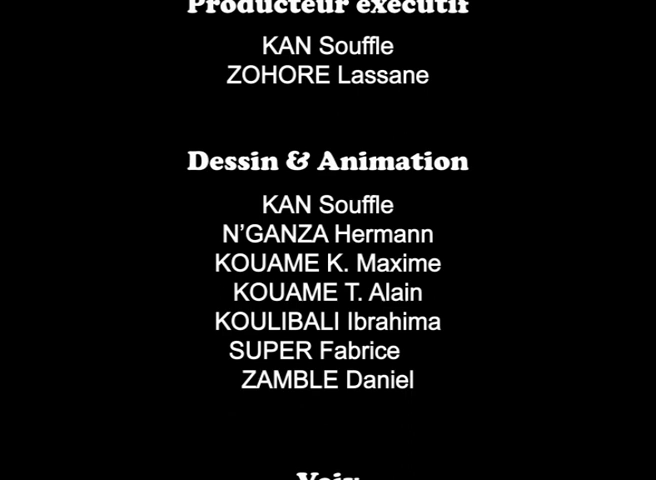 Producteur exécutif
KAN Souffle
ZOHORE Lassane
Dessin & Animation
KAN Souffle
N'GANZA Hermann
KOUAME K. Maxime
KOUAME T. Alain
KOULIBALI Ibrahima
SUPER Fabrice
ZAMBLE Daniel
Voix